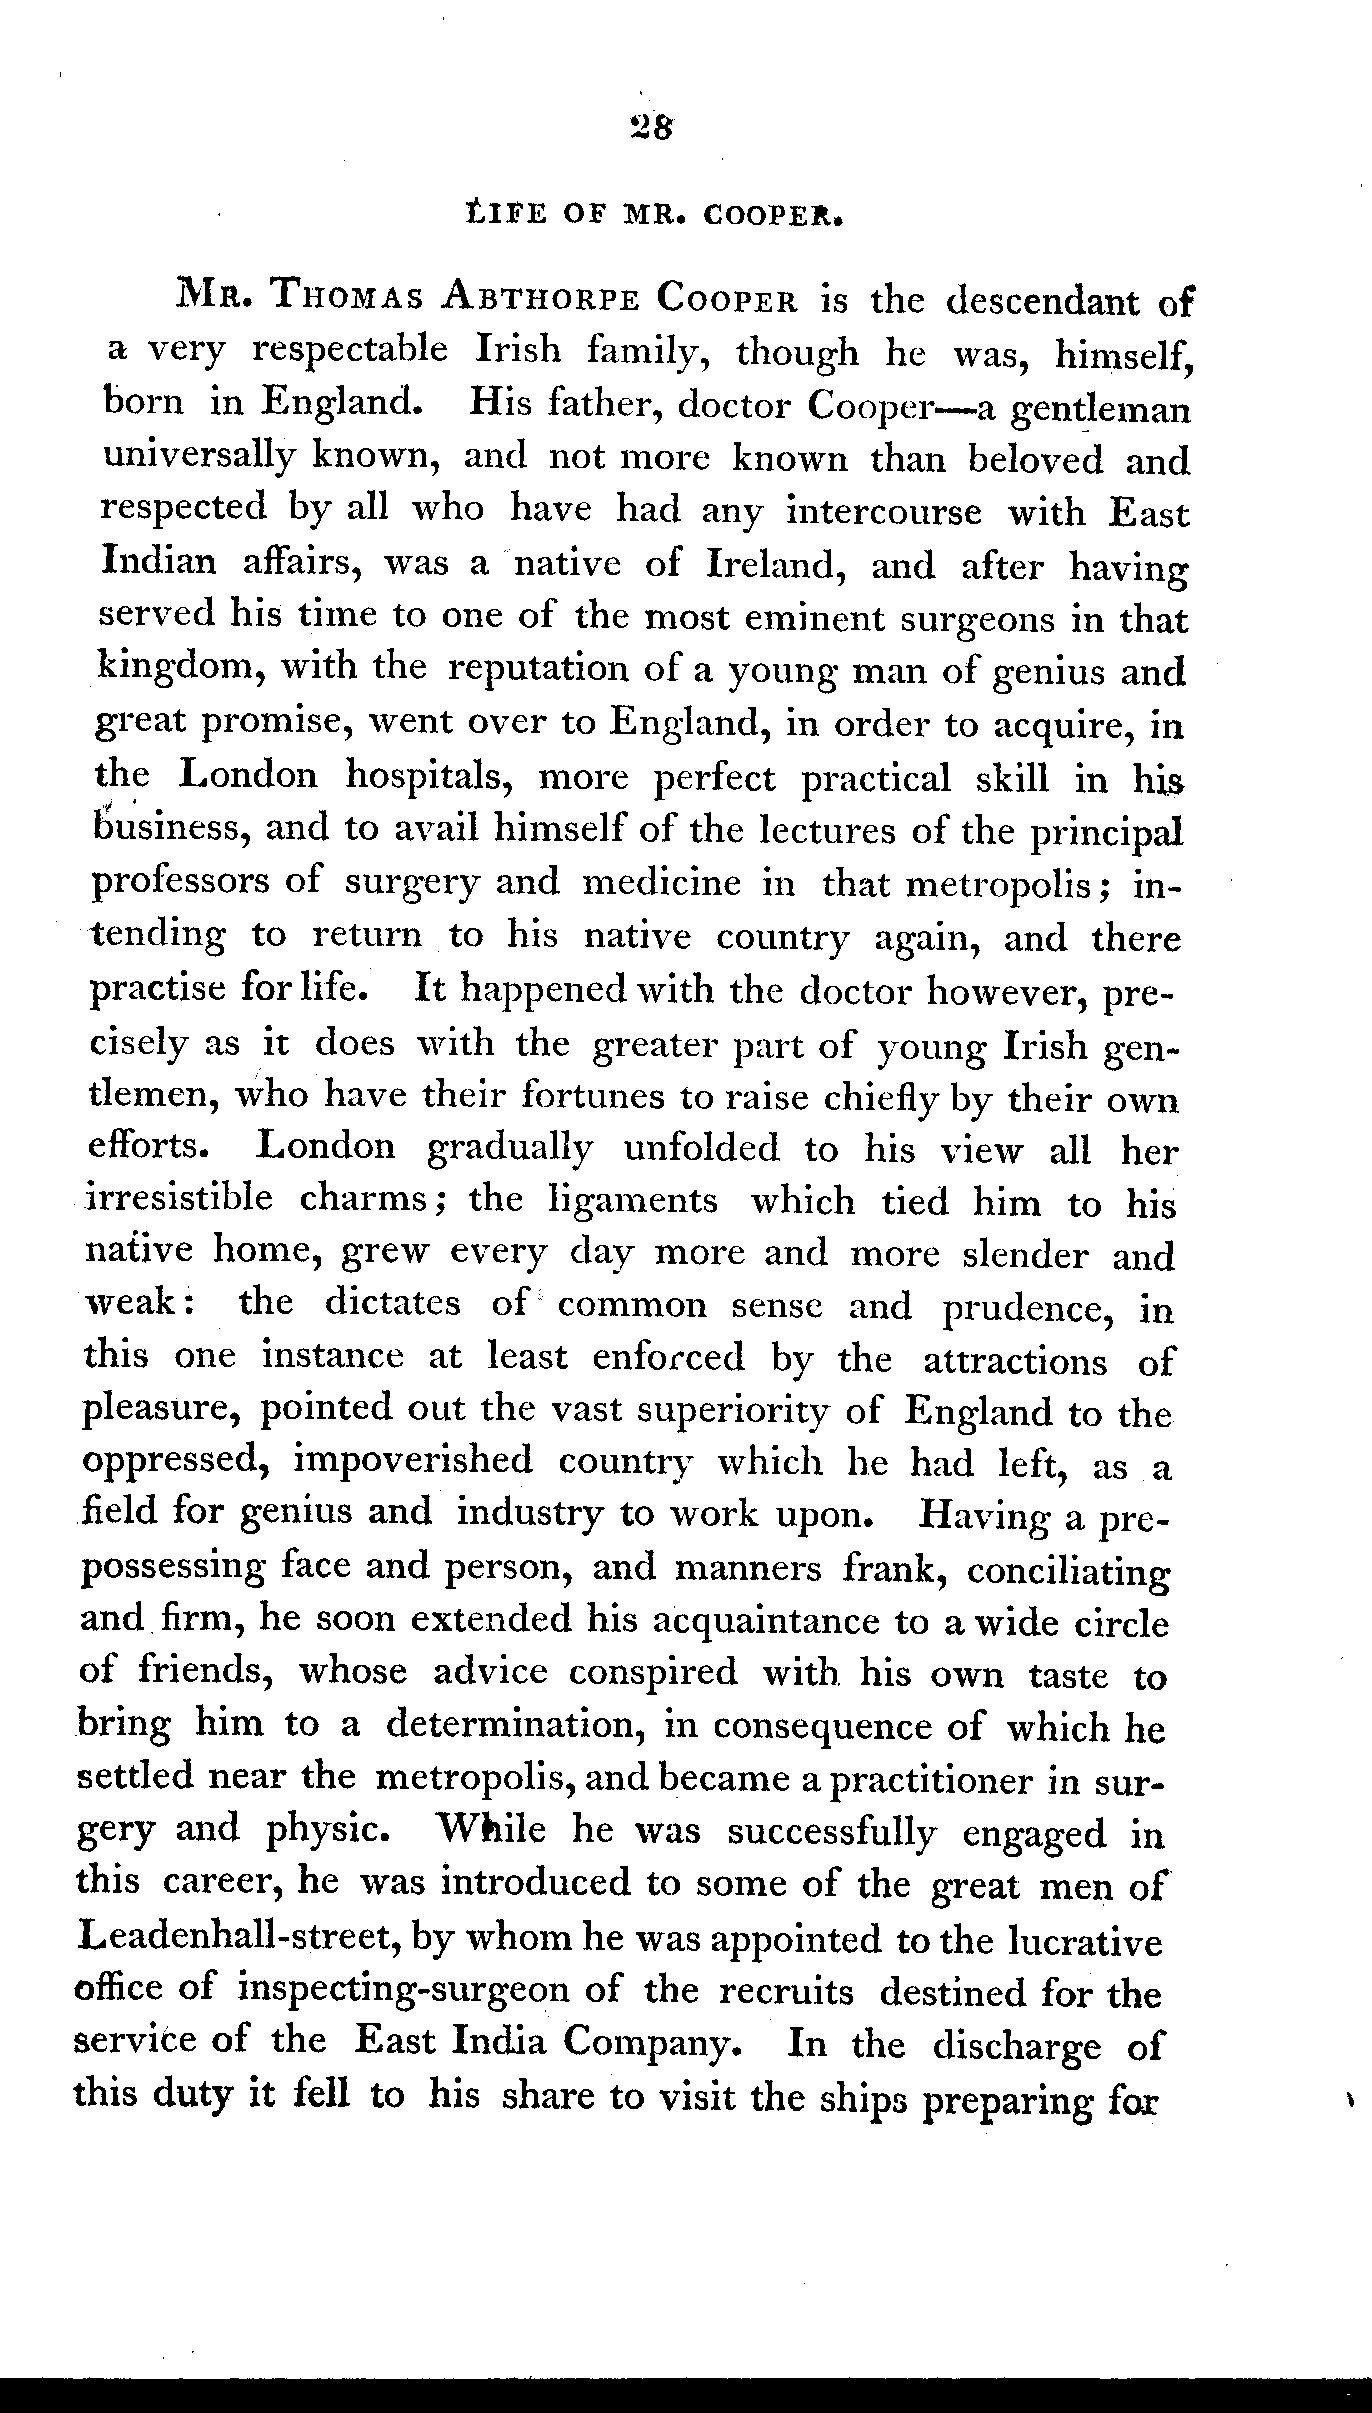 28
LIFE OF MR. COOPER.
MR. THOMAS ABTHORPE COOPER is the descendant of
a very respectable Irish family, though he was, himself,
born in England. His father, doctor Cooper—a gentleman
universally known, and not more known than beloved and
respected by all who have had any intercourse with East
Indian affairs, was a native of Ireland, and after having
served his time to one of the most eminent surgeons in that
kingdom, with the reputation of a young man of genius and
great promise, went over to England, in order to acquire, in
the London hospitals, more perfect practical skill in his
business, and to avail himself of the lectures of the principal
professors of surgery and medicine in that metropolis; in-
tending to return to his native country again, and there
practise for life. It happened with the doctor however, pre-
cisely as it does with the greater part of young Irish gen-
tlemen, who have their fortunes to raise chiefly by their own
efforts. London gradually unfolded to his view all her
irresistible charms; the ligaments which tied him to his
native home, grew every day more and more slender and
weak: the dictates of common sense and prudence, in
this one instance at least enforced by the attractions of
pleasure, pointed out the vast superiority of England to the
oppressed, impoverished country which he had left, as a
field for genius and industry to work upon. Having a pre-
possessing face and person, and manners frank, conciliating
and firm, he soon extended his acquaintance to a wide circle
of friends, whose advice conspired with his own taste to
bring him to a determination, in consequence of which he
settled near the metropolis, and became a practitioner in sur-
gery and physic. While he was successfully engaged in
this career, he was introduced to some of the great men of
Leadenhall-street, by whom he was appointed to the lucrative
office of inspecting-surgeon of the recruits destined for the
service of the East India Company. In the discharge of
this duty it fell to his share to visit the ships preparing for